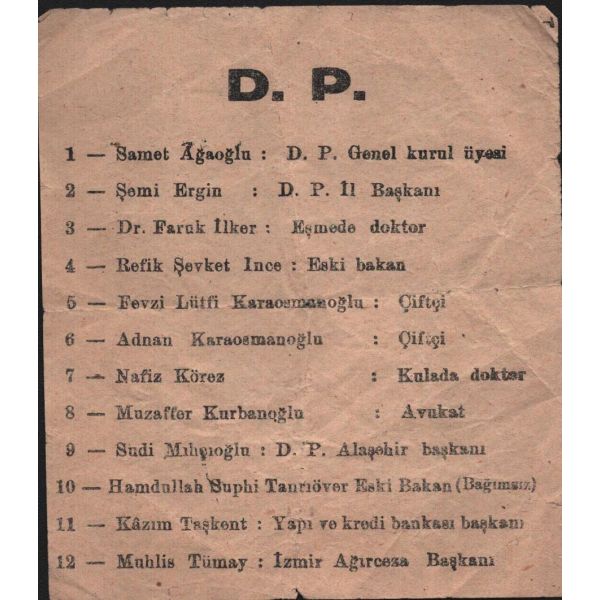 D. P.
1 — Samet Ağaoğlu : D. P. Genel kurul üyesi
2 — Şemi Ergin : D. P. İl Başkanı
3 — Dr. Faruk İlker : Eşmede doktor
4 — Refik Şevket Ince : Eski bakan
5 — Fevzi Lûtfi Karaosmanoğlu : Çiftçi
6 — Adnan Karaosmanoğlu : Çiftçi
7 — Nafiz Körez : Kulada doktor
8 — Muzaffer Kurbanoğlu : Avukat
9 — Sudi Mıhçıoğlu : D. P. Alaşehir başkanı
10 — Hamdullah Suphi Tanrıöver Eski Bakan (Bağımsız)
11 — Kâzım Taşkent : Yapı ve kredi bankası başkanı
12 — Muhlis Tümay : İzmir Ağırceza Başkanı